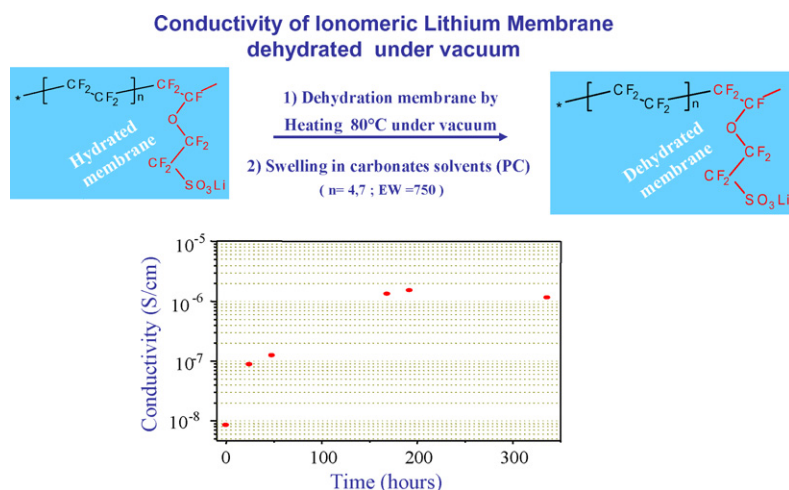 Conductivity of Ionomeric Lithium Membrane
dehydrated under vacuum
CF2 CF2
* [ CF2 ]n CF
O
CF2
CF2
SO3Li
Hydrated
membrane
1) Dehydration membrane by
Heating 80°C under vacuum
2) Swelling in carbonates solvents (PC)
( n= 4,7 ; EW =750 )
CF2 CF2
* [ CF2 ]n CF
O
CF2
CF2
SO3Li
Dehydrated
membrane
Conductivity (S/cm)
10-5
10-6
10-7
10-8
0 100 200 300
Time (hours)